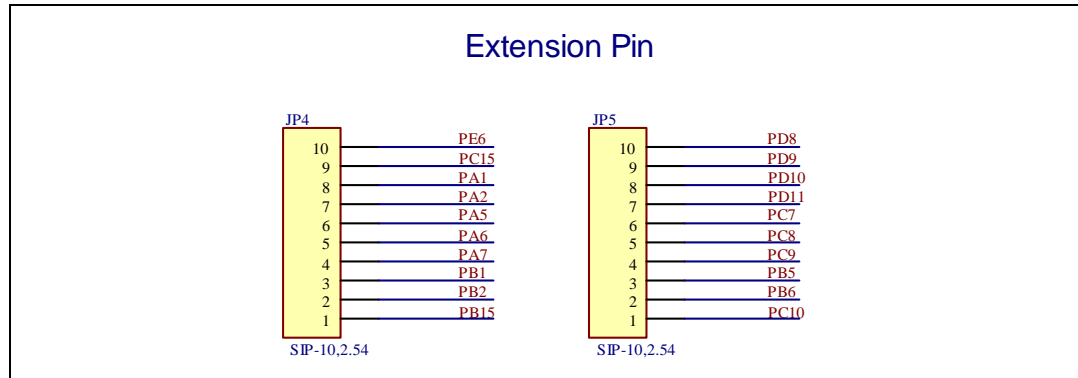 Extension Pin
JP4
10 PE6
9 PC15
8 PA1
7 PA2
6 PA5
5 PA6
4 PA7
3 PB1
2 PB2
1 PB15
SIP-10,2.54
JP5
10 PD8
9 PD9
8 PD10
7 PD11
6 PC7
5 PC8
4 PC9
3 PB5
2 PB6
1 PC10
SIP-10,2.54